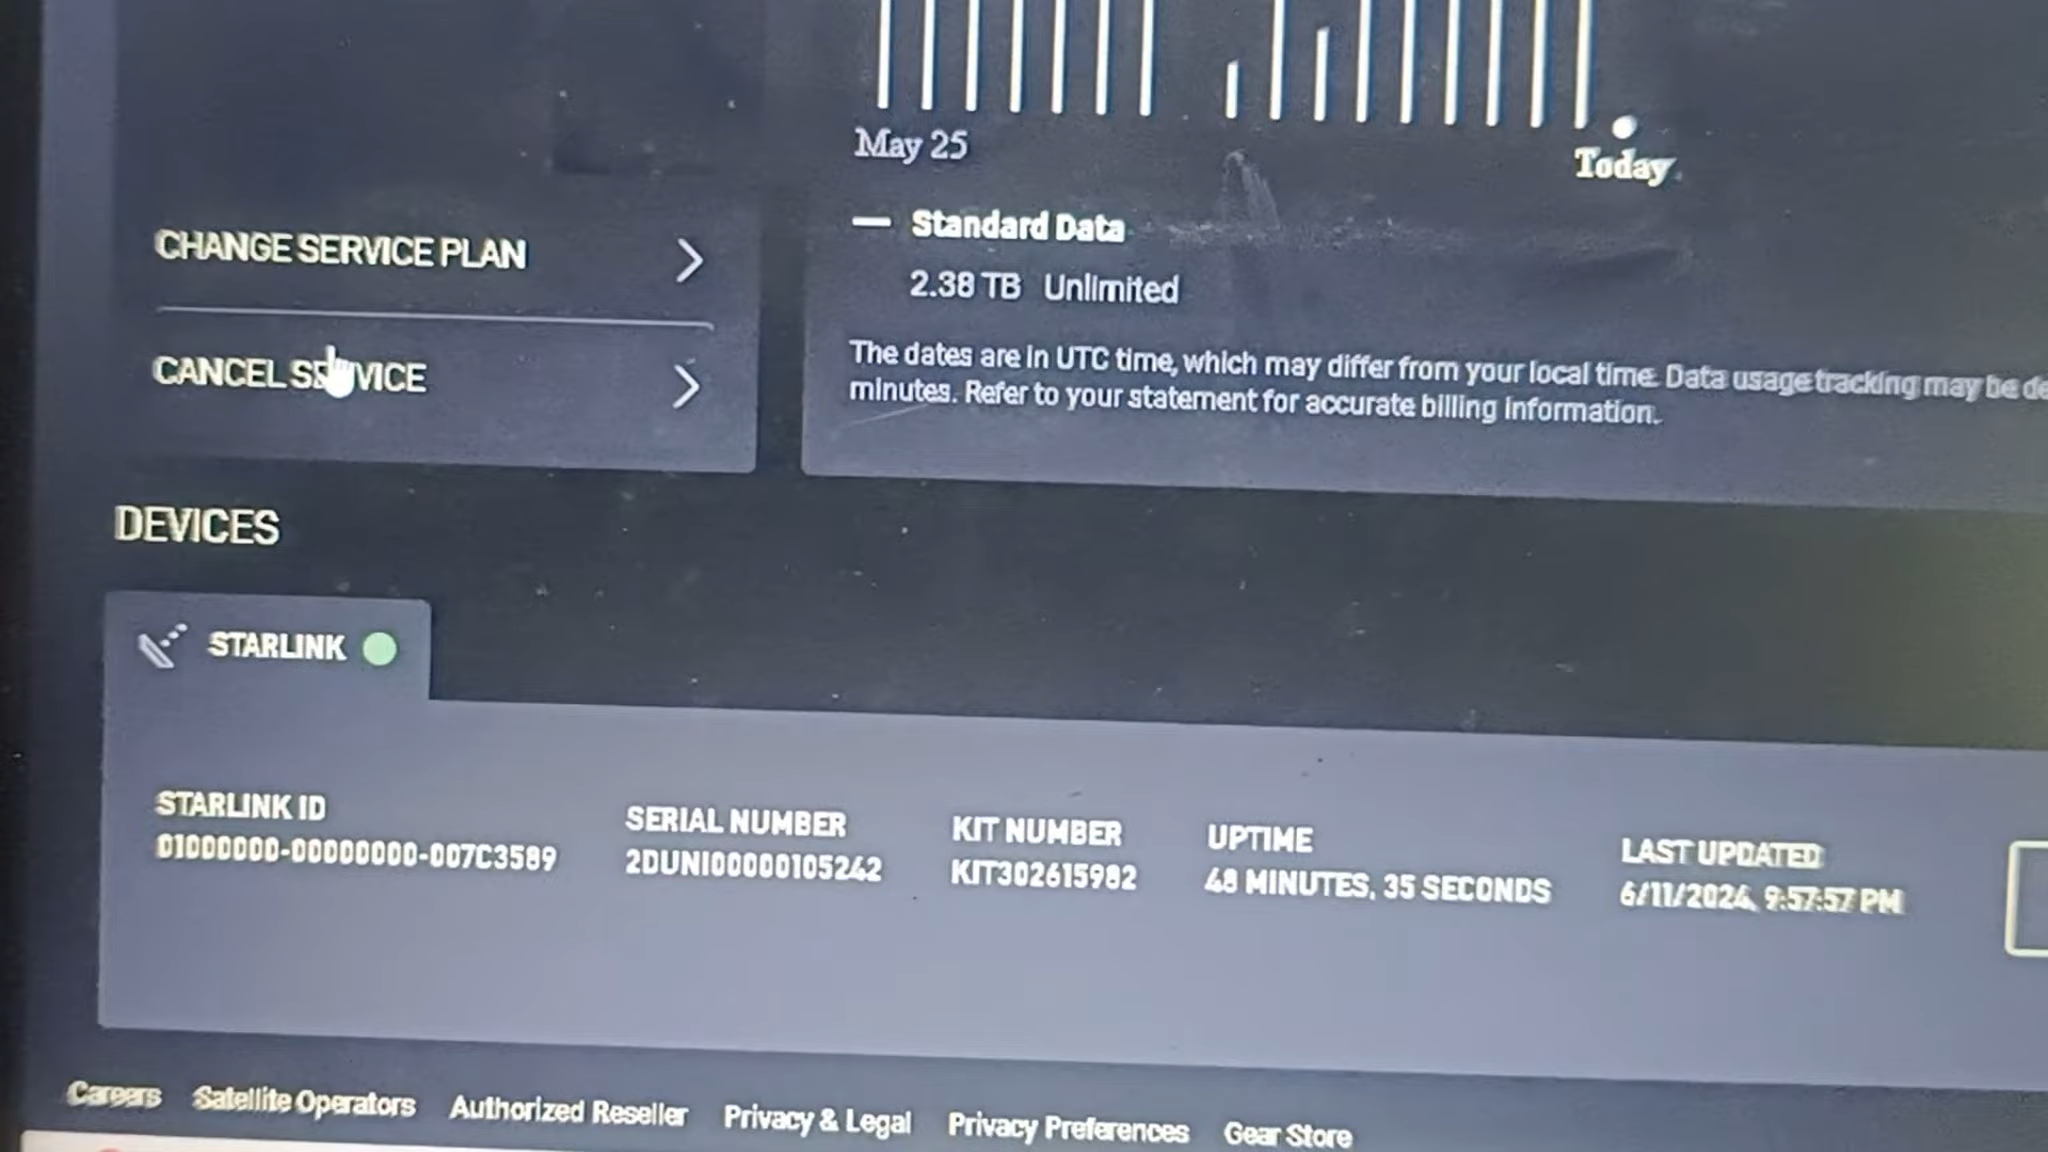 May 25
Today
CHANGE SERVICE PLAN
CANCEL SERVICE
Standard Data
2.38 TB Unlimited
The dates are in UTC time, which may differ from your local time. Data usage tracking may be de
minutes. Refer to your statement for accurate billing information.
DEVICES
STARLINK
STARLINK ID
01000000-00000000-007C3589
SERIAL NUMBER
2DUNI00000105242
KIT NUMBER
KIT302615982
UPTIME
48 MINUTES, 35 SECONDS
LAST UPDATED
6/11/2024, 9:57:57 PM
Careers Satellite Operators Authorized Reseller Privacy & Legal Privacy Preferences Gear Store